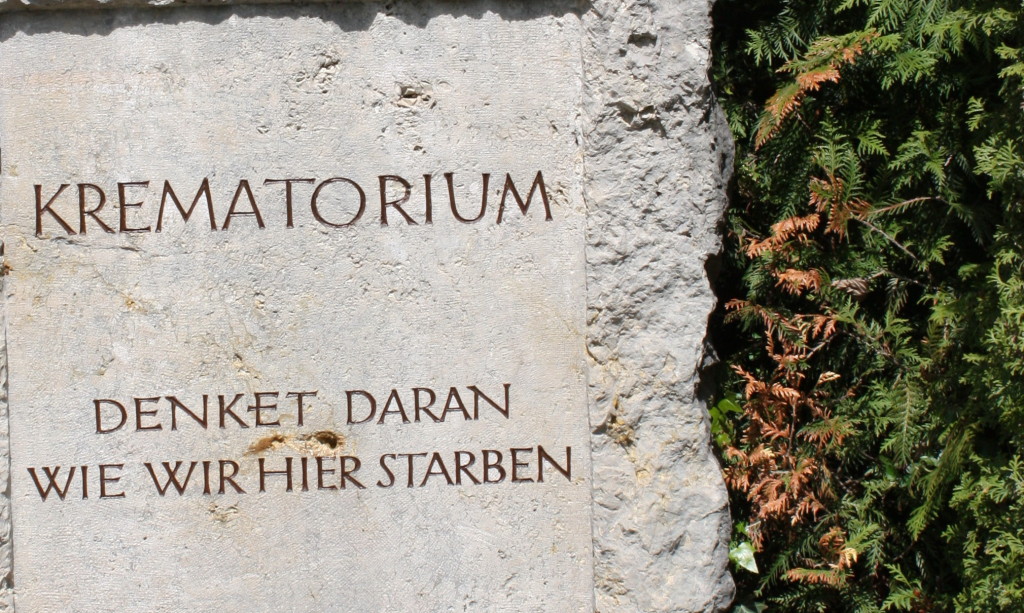 KREMATORIUM
DENKET DARAN
WIE WIR HIER STARBEN